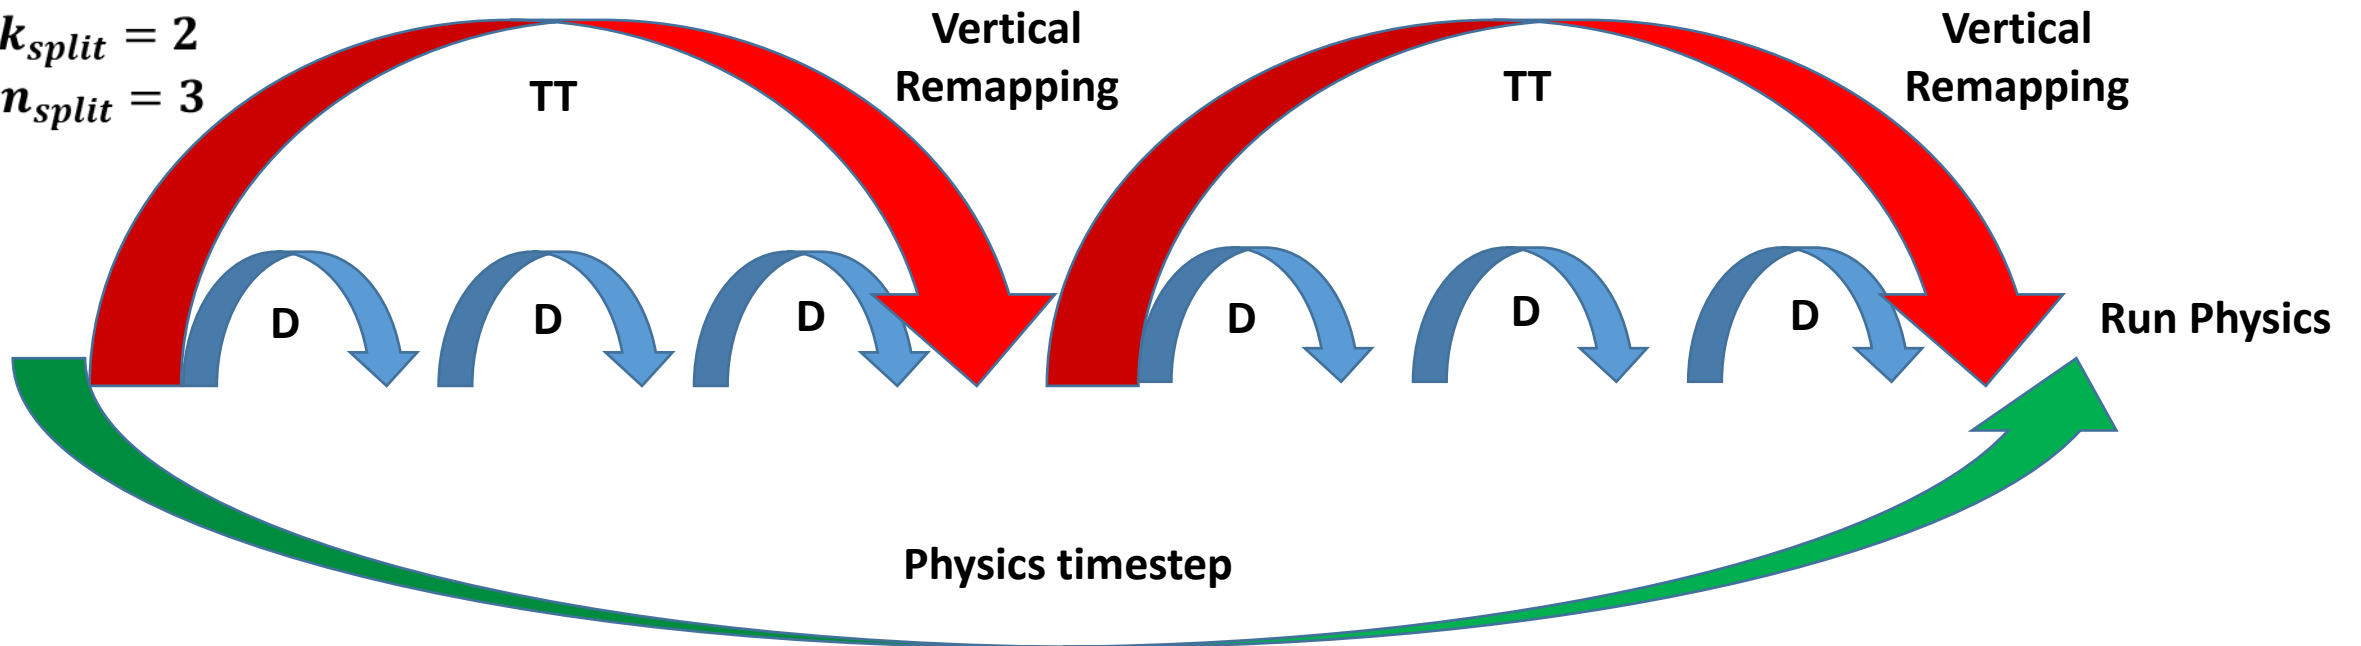 k_split = 2
n_split = 3
TT
Vertical
Remapping
TT
Vertical
Remapping
D
D
D
D
D
D
Run Physics
Physics timestep